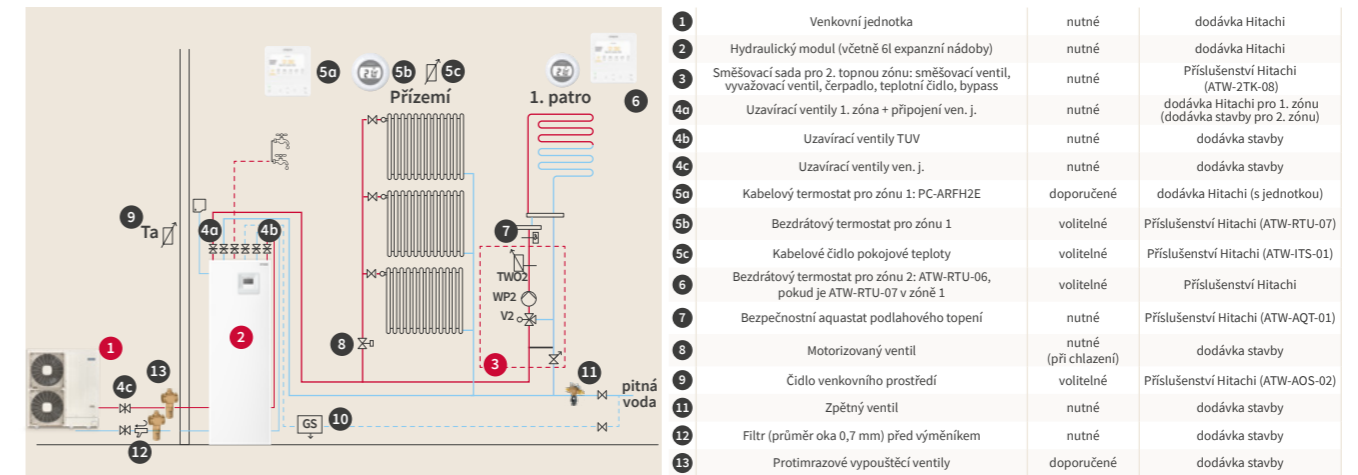 5a
5b
5c
6
Přízemí
1. patro
9
Ta
4a
4b
7
TWO2
WP2
V2
8
2
3
1
13
4c
11
pitná
voda
GS
10
12
1 Venkovní jednotka nutné dodávka Hitachi
2 Hydraulický modul (včetně 6l expanzní nádoby) nutné dodávka Hitachi
3 Směšovací sada pro 2. topnou zónu: směšovací ventil,
vyvažovací ventil, čerpadlo, teplotní čidlo, bypass nutné Příslušenství Hitachi
(ATW-2TK-08)
4a Uzavírací ventily 1. zóna + připojení ven. j. nutné dodávka Hitachi pro 1. zónu
(dodávka stavby pro 2. zónu)
4b Uzavírací ventily TUV nutné dodávka stavby
4c Uzavírací ventily ven. j. nutné dodávka stavby
5a Kabelový termostat pro zónu 1: PC-ARFH2E doporučené dodávka Hitachi (s jednotkou)
5b Bezdrátový termostat pro zónu 1 volitelné Příslušenství Hitachi (ATW-RTU-07)
5c Kabelové čidlo pokojové teploty volitelné Příslušenství Hitachi (ATW-ITS-01)
6 Bezdrátový termostat pro zónu 2: ATW-RTU-06,
pokud je ATW-RTU-07 v zóně 1 volitelné Příslušenství Hitachi
7 Bezpečnostní aquastat podlahového topení nutné Příslušenství Hitachi (ATW-AQT-01)
8 Motorizovaný ventil nutné
(při chlazení) dodávka stavby
9 Čidlo venkovního prostředí volitelné Příslušenství Hitachi (ATW-AOS-02)
11 Zpětný ventil nutné dodávka stavby
12 Filtr (průměr oka 0,7 mm) před výměníkem nutné dodávka stavby
13 Protimrazové vypouštěcí ventily doporučené dodávka stavby